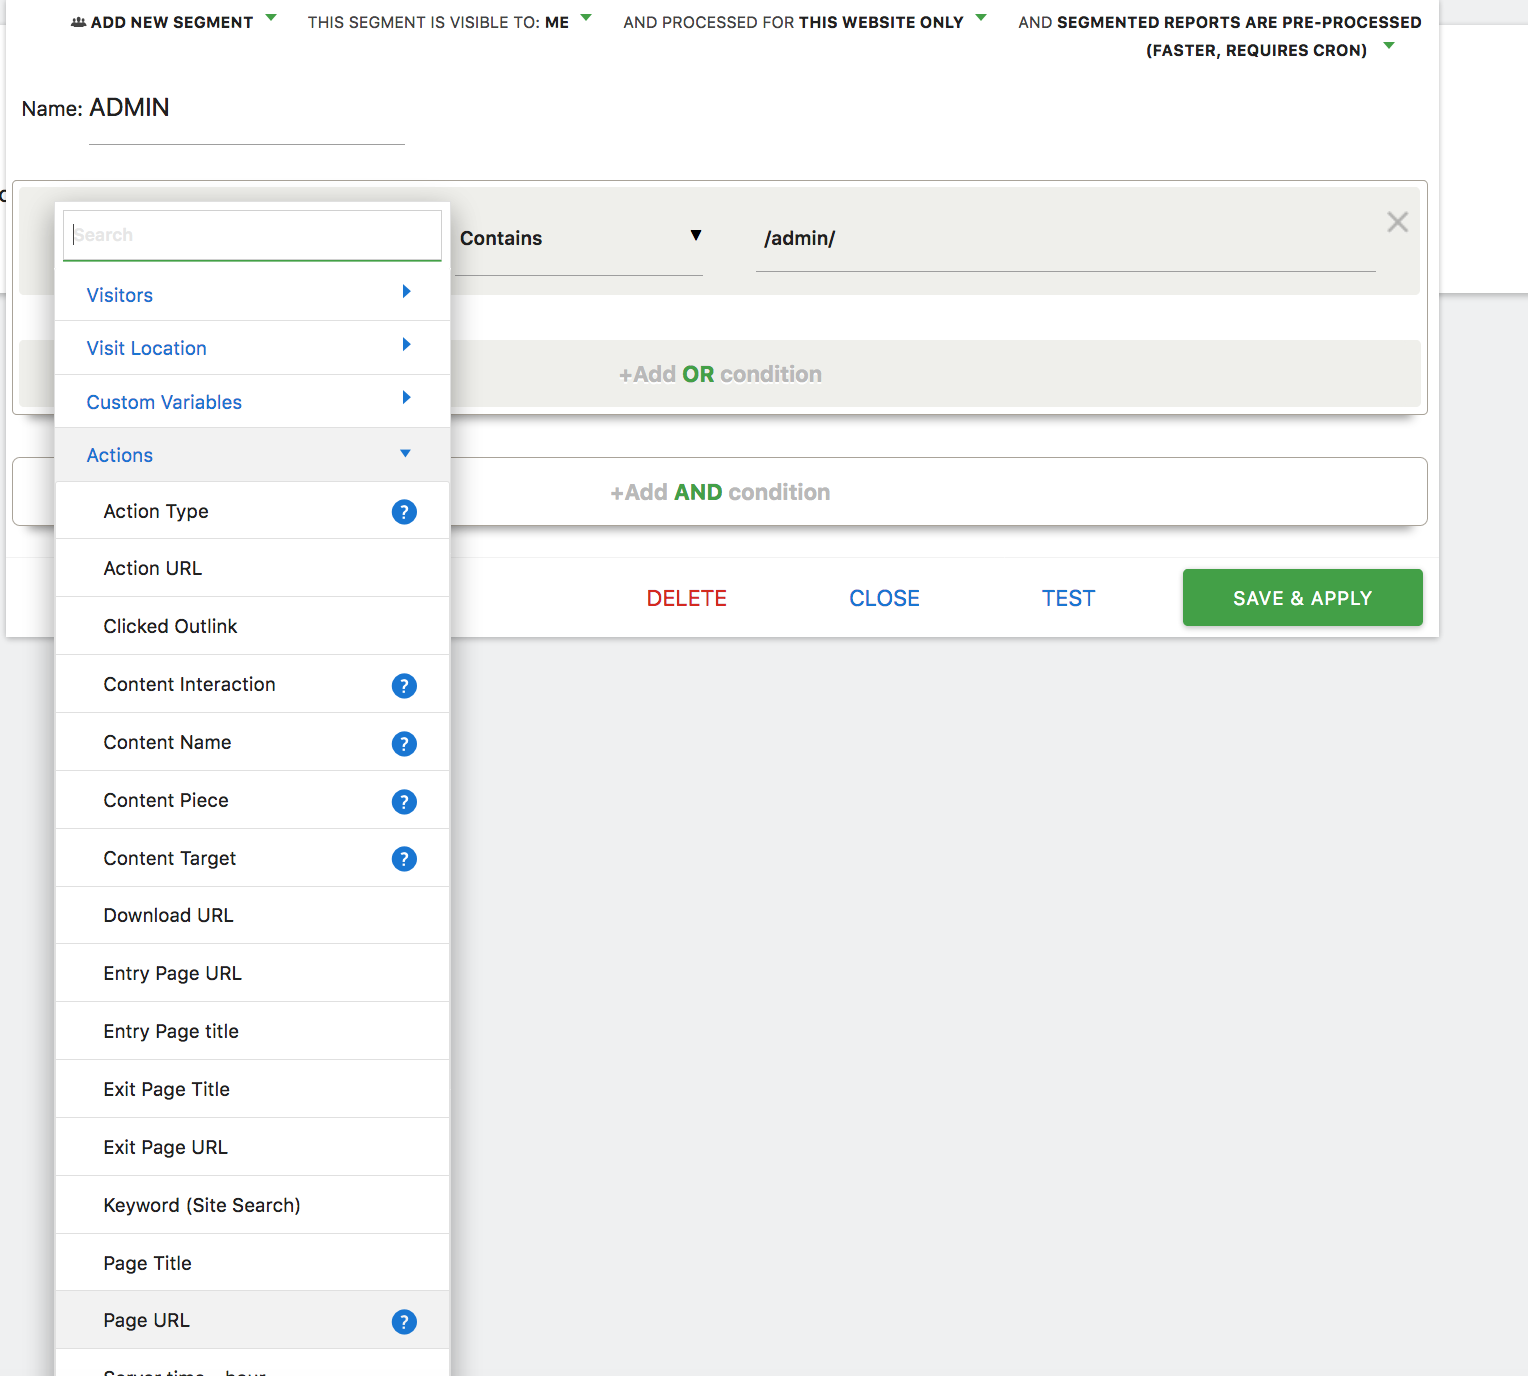 ADD NEW SEGMENT THIS SEGMENT IS VISIBLE TO: ME AND PROCESSED FOR THIS WEBSITE ONLY AND SEGMENTED REPORTS ARE PRE-PROCESSED
(FASTER, REQUIRES CRON)
Name: ADMIN
Search
Contains /admin/
Visitors
Visit Location
+Add OR condition
Custom Variables
Actions
+Add AND condition
Action Type ?
Action URL
DELETE CLOSE TEST SAVE & APPLY
Clicked Outlink
Content Interaction ?
Content Name ?
Content Piece ?
Content Target ?
Download URL
Entry Page URL
Entry Page title
Exit Page Title
Exit Page URL
Keyword (Site Search)
Page Title
Page URL ?